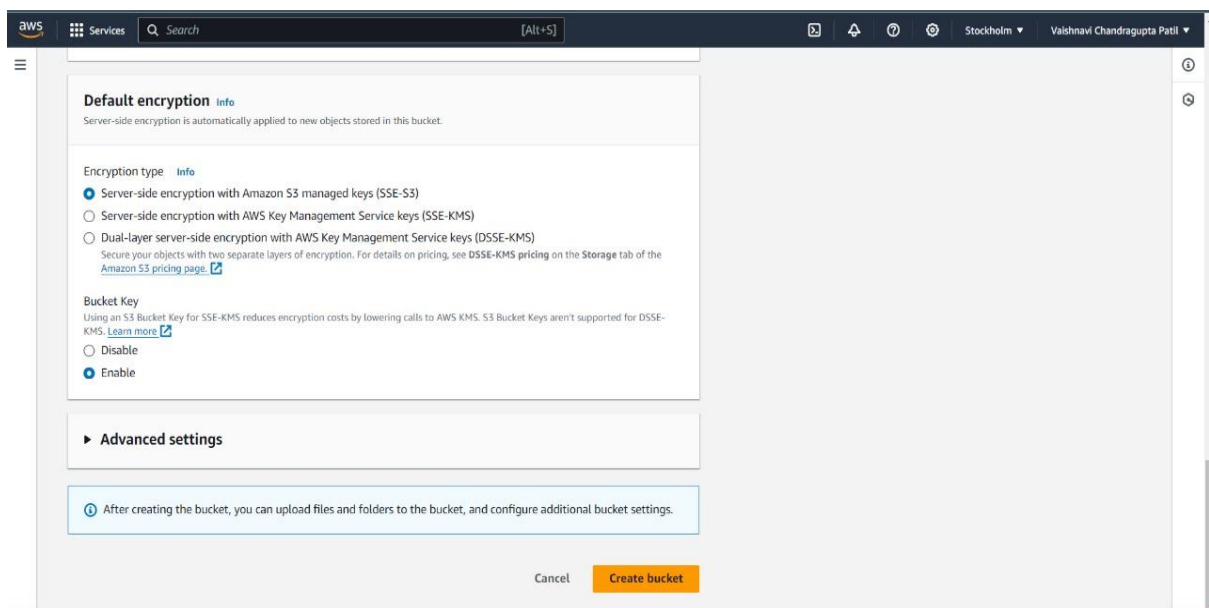 aws
Services
Search
[Alt+S]
Stockholm
Vaishnavi Chandragupta Patil
Default encryption Info
Server-side encryption is automatically applied to new objects stored in this bucket.
Encryption type Info
Server-side encryption with Amazon S3 managed keys (SSE-S3)
Server-side encryption with AWS Key Management Service keys (SSE-KMS)
Dual-layer server-side encryption with AWS Key Management Service keys (DSSE-KMS)
Secure your objects with two separate layers of encryption. For details on pricing, see DSSE-KMS pricing on the Storage tab of the
Amazon S3 pricing page.
Bucket Key
Using an S3 Bucket Key for SSE-KMS reduces encryption costs by lowering calls to AWS KMS. S3 Bucket Keys aren't supported for DSSE-
KMS. Learn more
Disable
Enable
Advanced settings
After creating the bucket, you can upload files and folders to the bucket, and configure additional bucket settings.
Cancel
Create bucket